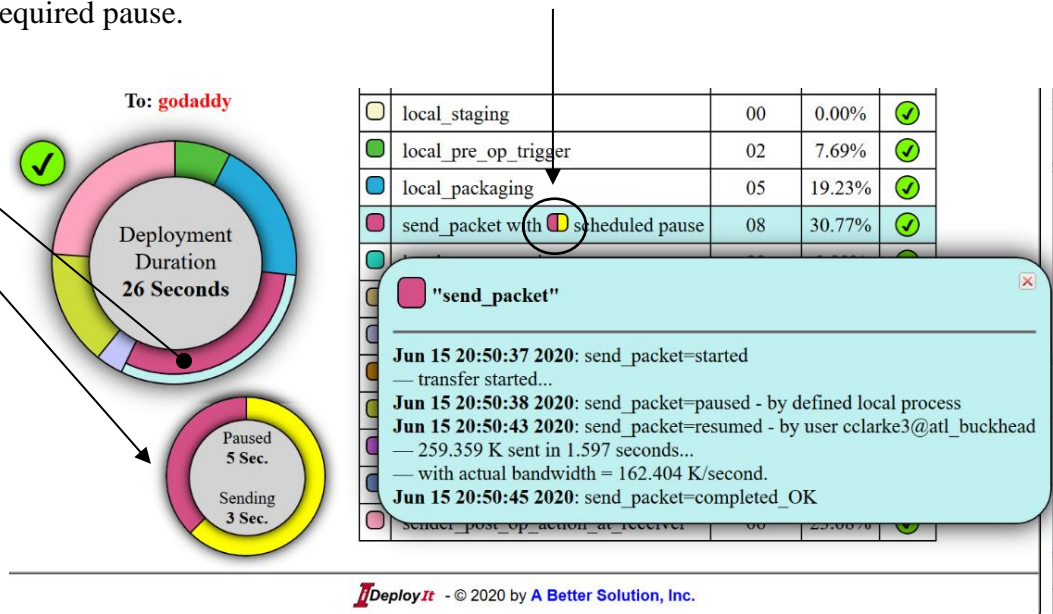 equired pause.
To: godaddy
Deployment
Duration
26 Seconds
Paused
5 Sec.
Sending
3 Sec.
local_staging 00 0.00%
local_pre_op_trigger 02 7.69%
local_packaging 05 19.23%
send_packet with scheduled pause 08 30.77%
"send_packet"
Jun 15 20:50:37 2020: send_packet=started
— transfer started...
Jun 15 20:50:38 2020: send_packet=paused - by defined local process
Jun 15 20:50:43 2020: send_packet=resumed - by user cclarke3@atl_buckhead
— 259.359 K sent in 1.597 seconds...
— with actual bandwidth = 162.404 K/second.
Jun 15 20:50:45 2020: send_packet=completed_OK
sender_post_op_action_at_receiver
iDeployIt - © 2020 by A Better Solution, Inc.